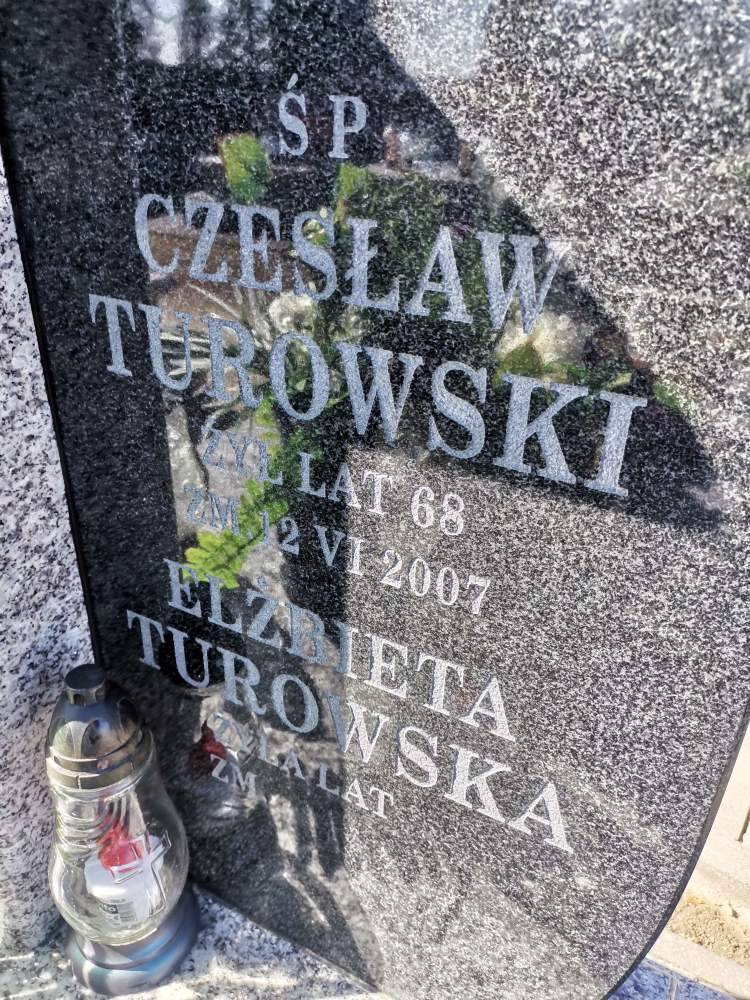 ŚP
CZESŁAW
TUROWSKI
ŻYŁ LAT 68
ZM. 12 VI 2007
ELŻBIETA
TUROWSKA
ŻYŁA LAT
ZM